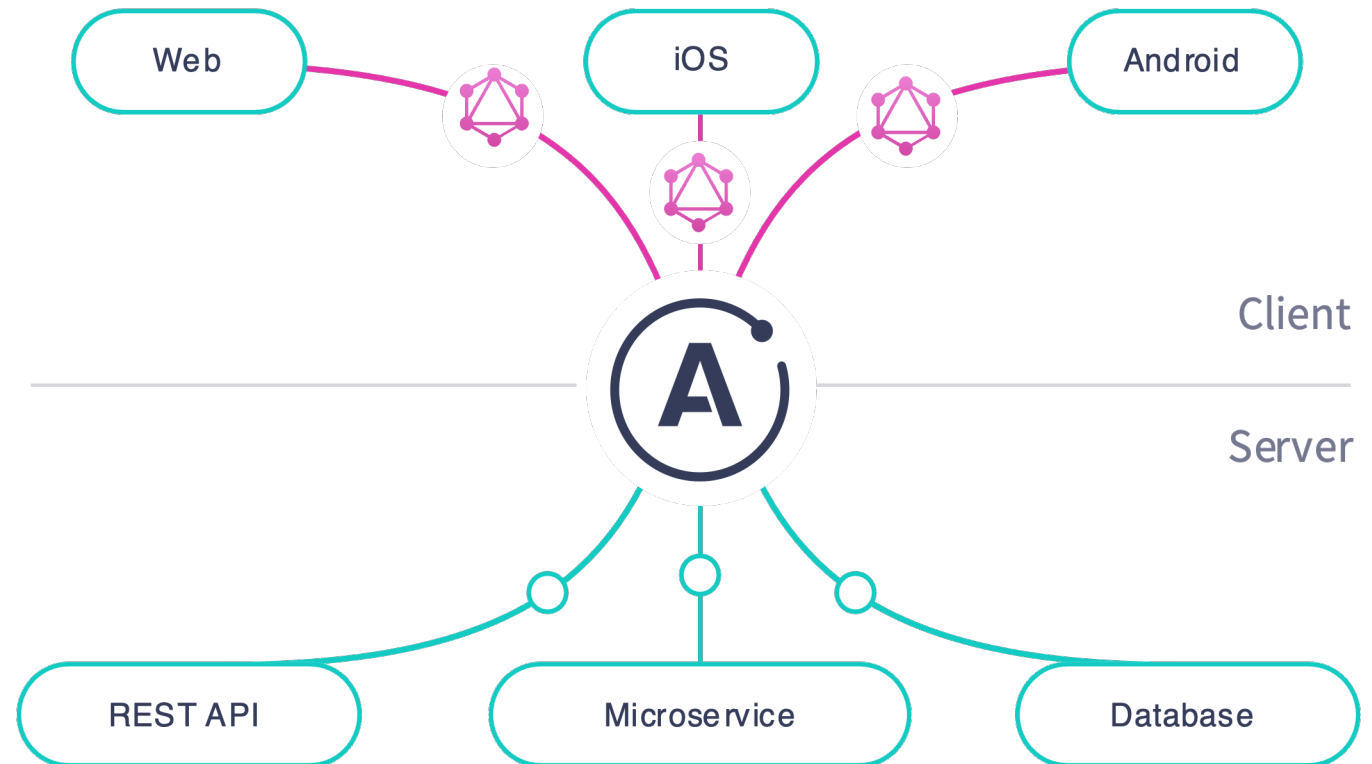 Web
iOS
Android
A
Client
Server
REST API
Microservice
Database